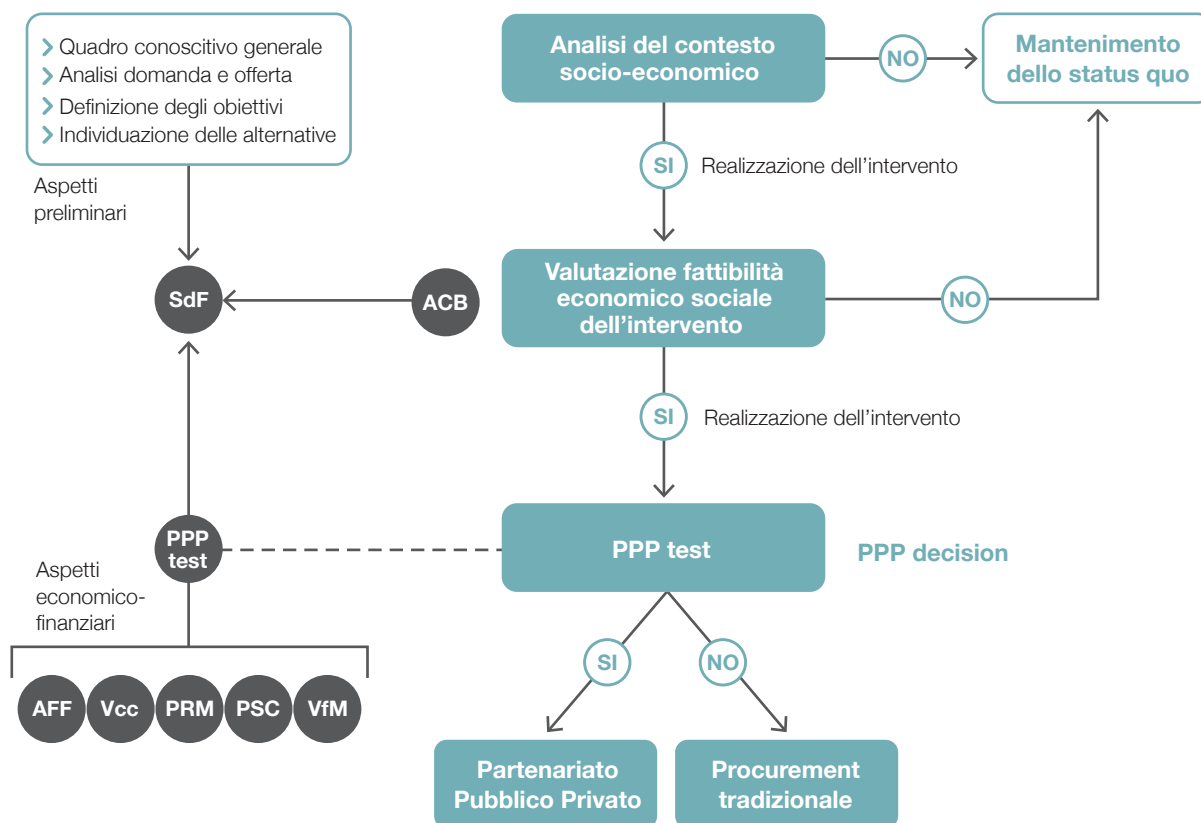 Quadro conoscitivo generale
Analisi domanda e offerta
Definizione degli obiettivi
Individuazione delle alternative
Aspetti
preliminari
SdF
ACB
PPP
test
Aspetti
economico-
finanziari
AFF
Vcc
PRM
PSC
VfM
Analisi del contesto
socio-economico
NO
Mantenimento
dello status quo
SI
Realizzazione dell’intervento
Valutazione fattibilità
economico sociale
dell’intervento
NO
SI
Realizzazione dell’intervento
PPP test
PPP decision
SI
NO
Partenariato
Pubblico Privato
Procurement
tradizionale